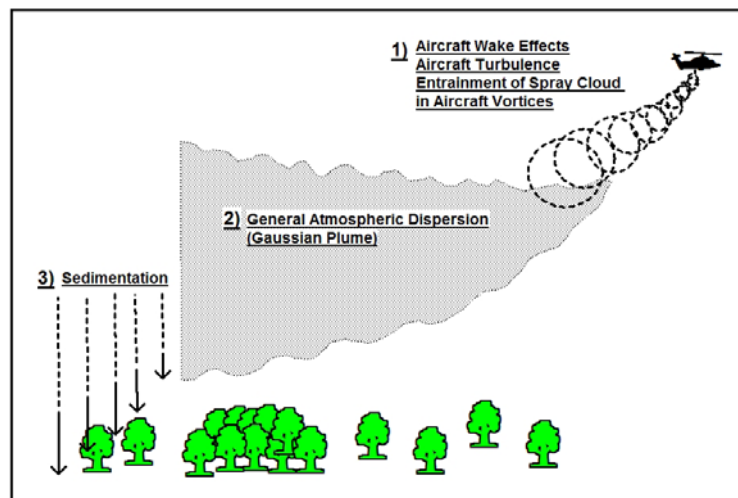 1) Aircraft Wake Effects
Aircraft Turbulence
Entrainment of Spray Cloud
in Aircraft Vortices
2) General Atmospheric Dispersion
(Gaussian Plume)
3) Sedimentation